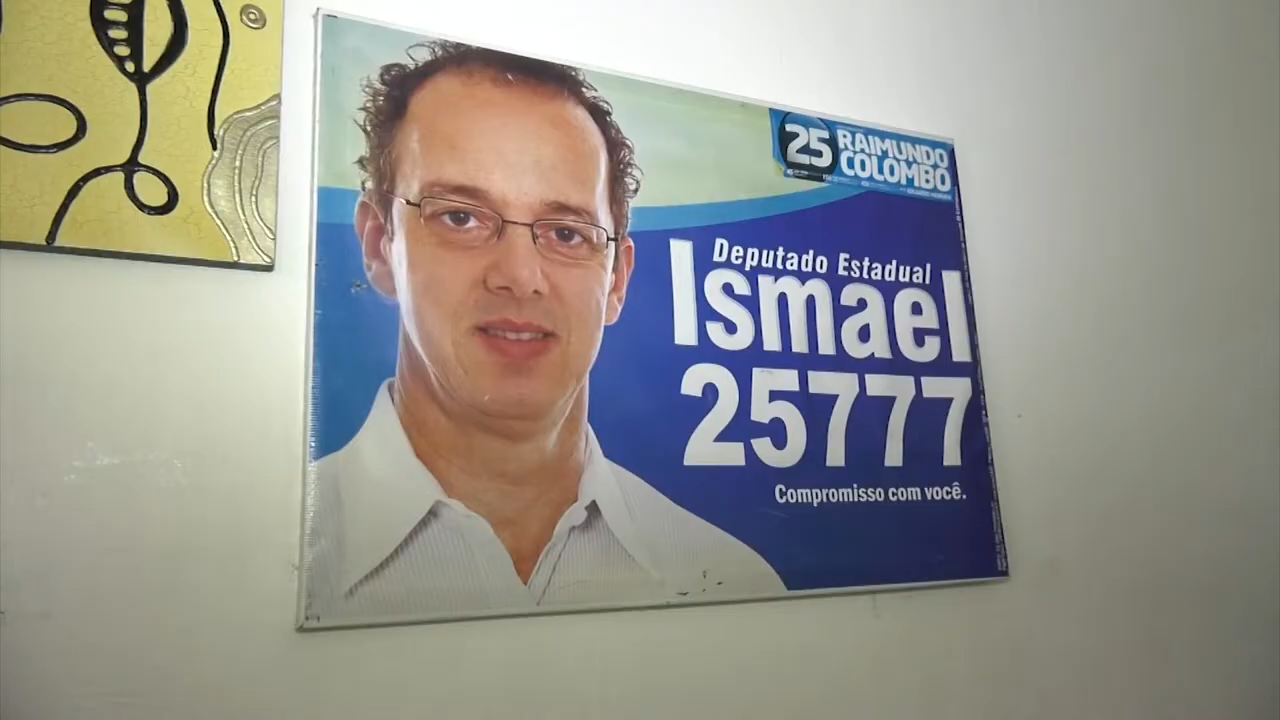 25
RAIMUNDO
COLOMBO
Deputado Estadual
Ismael
25777
Compromisso com você.